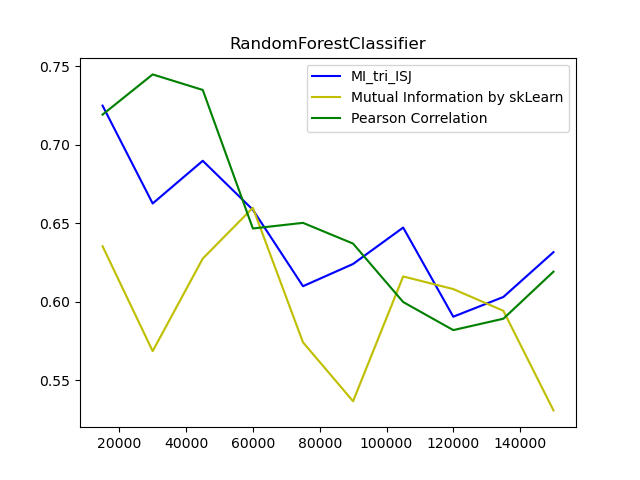 RandomForestClassifier
MI_tri_ISJ
Mutual Information by skLearn
Pearson Correlation
0.75
0.70
0.65
0.60
0.55
20000 40000 60000 80000 100000 120000 140000